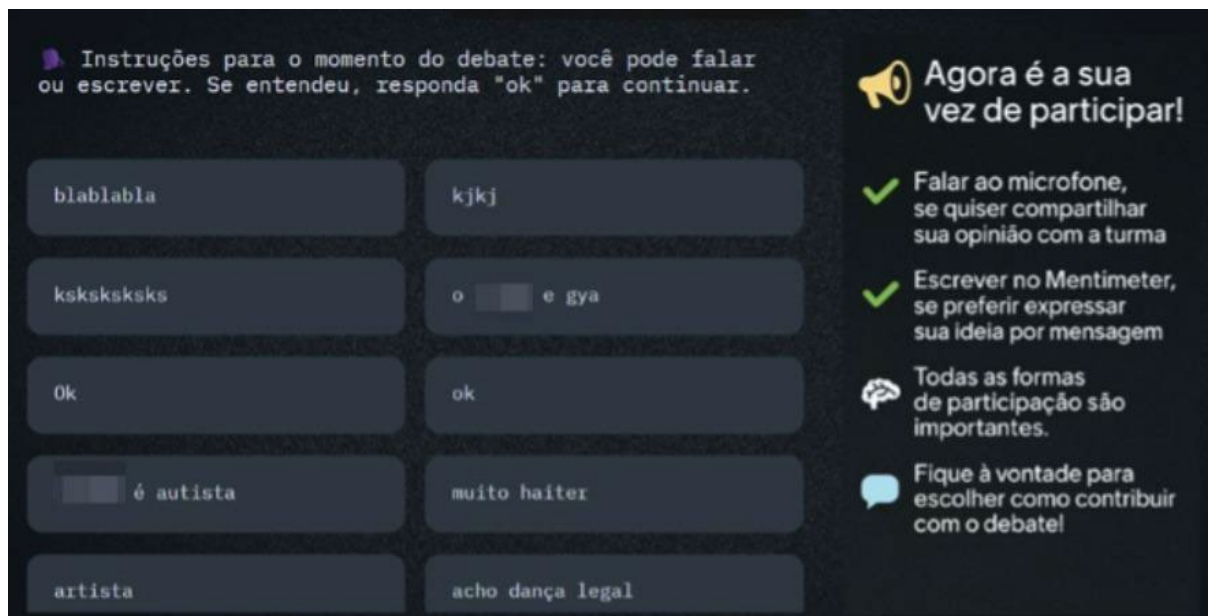 Instruções para o momento do debate: você pode falar
ou escrever. Se entendeu, responda "ok" para continuar.
blablabla
kjkj
ksksksksks
o e gya
Ok
ok
é autista
muito haiter
artista
acho dança legal
Agora é a sua
vez de participar!
Falar ao microfone,
se quiser compartilhar
sua opinião com a turma
Escrever no Mentimeter,
se preferir expressar
sua ideia por mensagem
Todas as formas
de participação são
importantes.
Fique à vontade para
escolher como contribuir
com o debate!